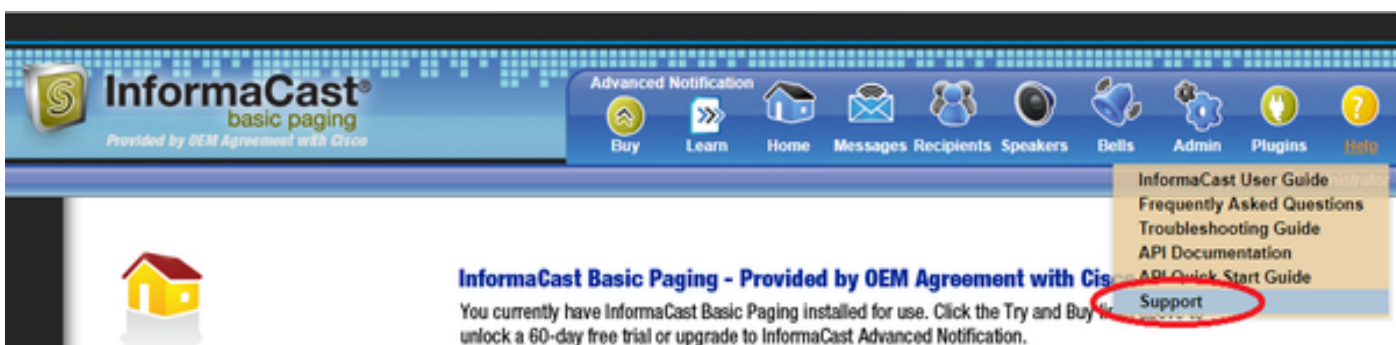 InformaCast®
basic paging
Provided by OEM Agreement with Cisco
Advanced Notification
Buy
Learn
Home
Messages
Recipients
Speakers
Bells
Admin
Plugins
Help
InformaCast User Guide
Frequently Asked Questions
Troubleshooting Guide
API Documentation
API Quick Start Guide
Support
InformaCast Basic Paging - Provided by OEM Agreement with Cis
You currently have InformaCast Basic Paging installed for use. Click the Try and Buy
unlock a 60-day free trial or upgrade to InformaCast Advanced Notification.